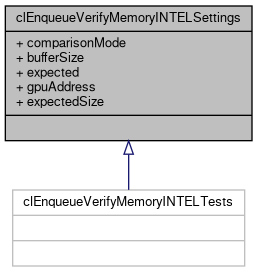 clEnqueueVerifyMemoryINTELSettings
+ comparisonMode
+ bufferSize
+ expected
+ gpuAddress
+ expectedSize
clEnqueueVerifyMemoryINTELTests